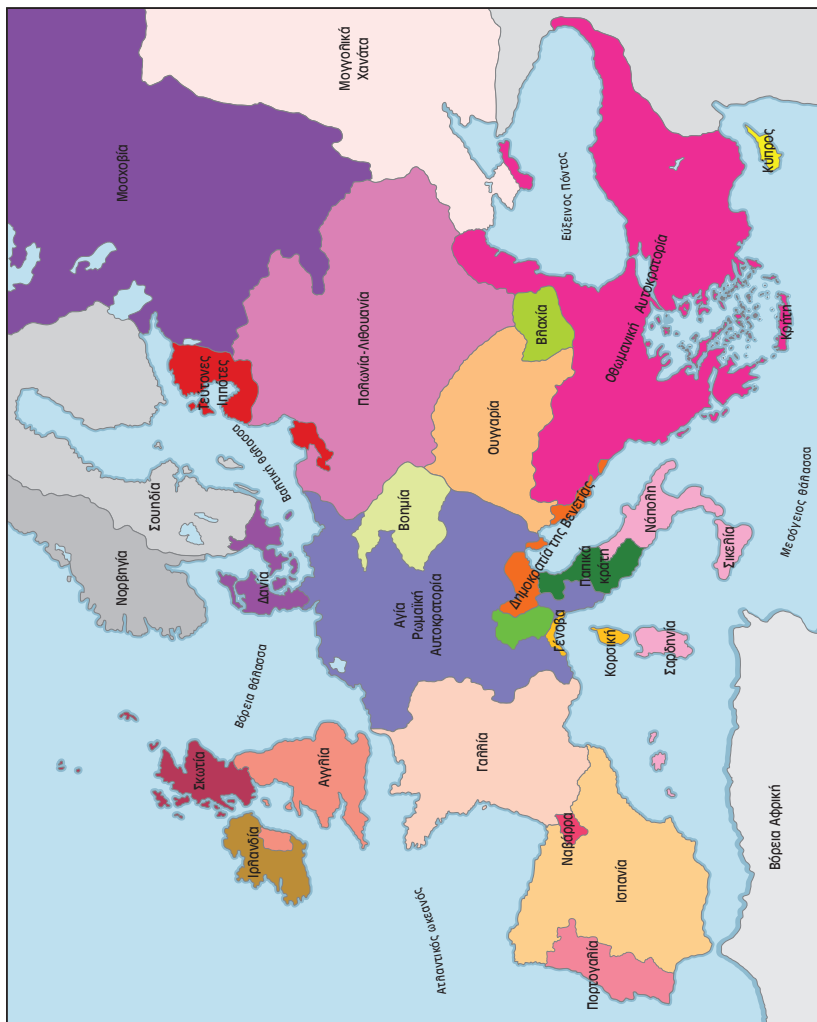 Μοσχοβία
Μογγολικά
Χανάτα
Νορβηγία
Σουηδία
Τεύτονες
Ιππότες
Βαλτική θάλασσα
Δανία
Βόρεια θάλασσα
Σκωτία
Ιρλανδία
Αγγλία
Πολωνία-Λιθουανία
Αγία
Ρωμαϊκή
Αυτοκρατορία
Βοημία
Ουγγαρία
Βλαχία
Εύξεινος Πόντος
Ατλαντικός ωκεανός
Γαλλία
Δημοκρατία της Βενετίας
Γένοβα
Παπικά
κράτη
Οθωμανική Αυτοκρατορία
Πορτογαλία
Ισπανία
Ναβάρρα
Κορσική
Σαρδηνία
Νάπολη
Σικελία
Κρήτη
Κύπρος
Μεσόγειος θάλασσα
Βόρεια Αφρική